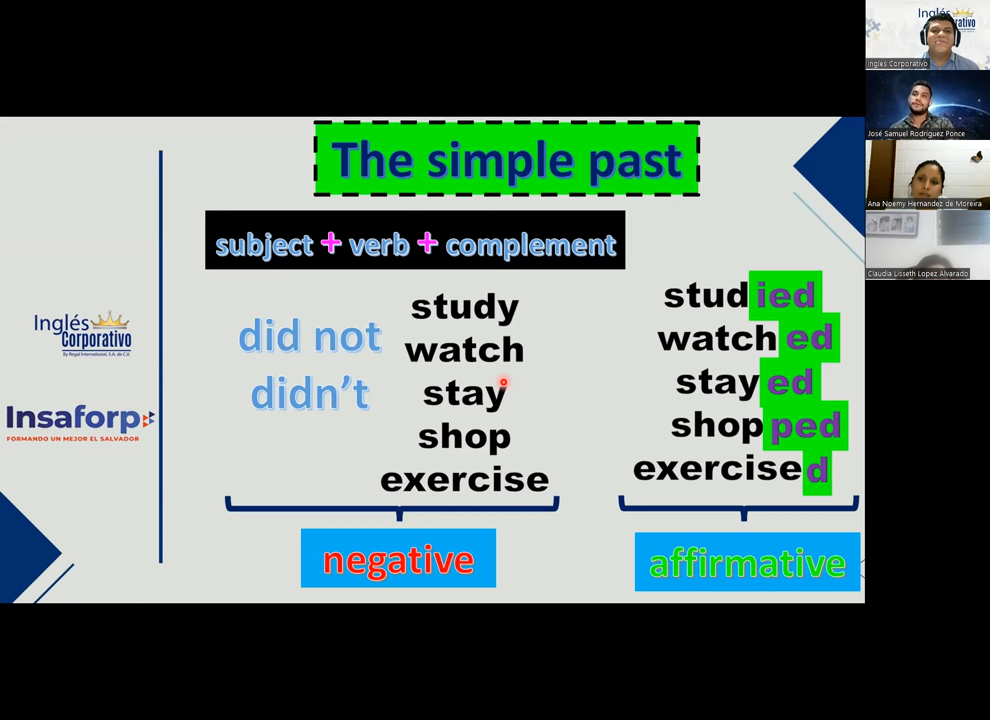 The simple past
subject + verb + complement
did not
didn't
study
watch
stay
shop
exercise
studied
watched
stayed
shopped
exercised
negative
affirmative
Inglés
Corporativo
By Regal International, S.A. de C.V.
Insaforp
FORMANDO UN MEJOR EL SALVADOR
Inglés
Ingles Corporativo
José Samuel Rodríguez Ponce
Ana Noemy Hernandez de Moreira
Claudia Lisseth Lopez Alvarado